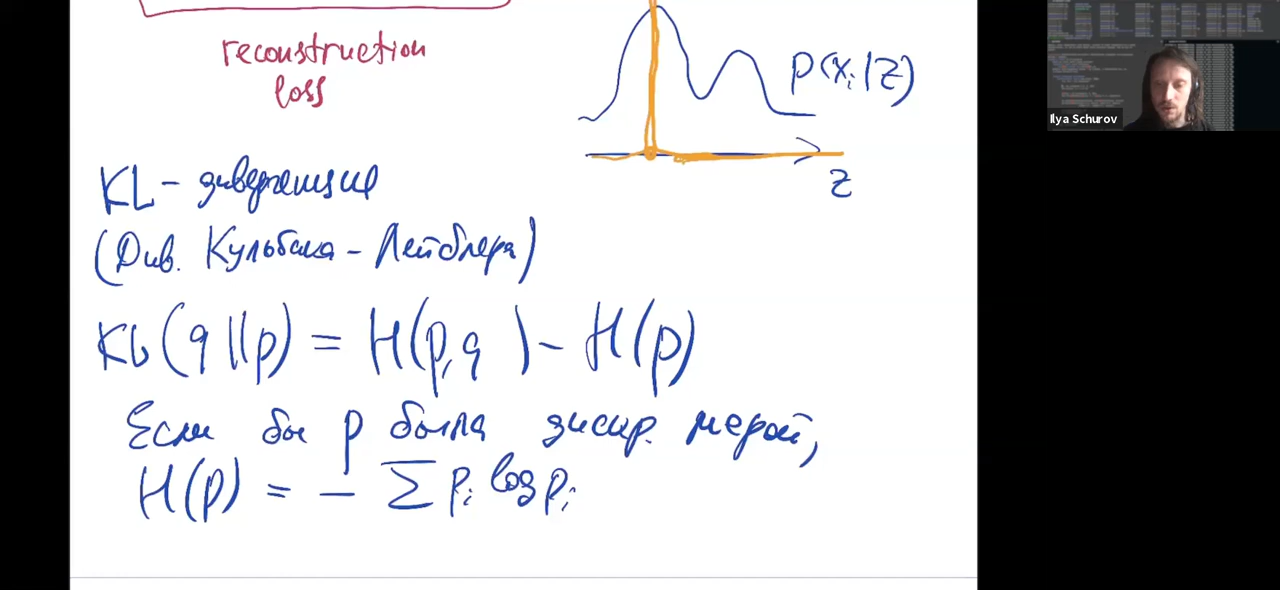 reconstruction
loss
p(xᵢ|z)
z
Ilya Schurov
KL - дивергенция
(Див. Кульбака - Лейблера)
KL(q||p) = H(p,q) - H(p)
Если бы p была дискр. мерой,
H(p) = - ∑ pᵢ log pᵢ